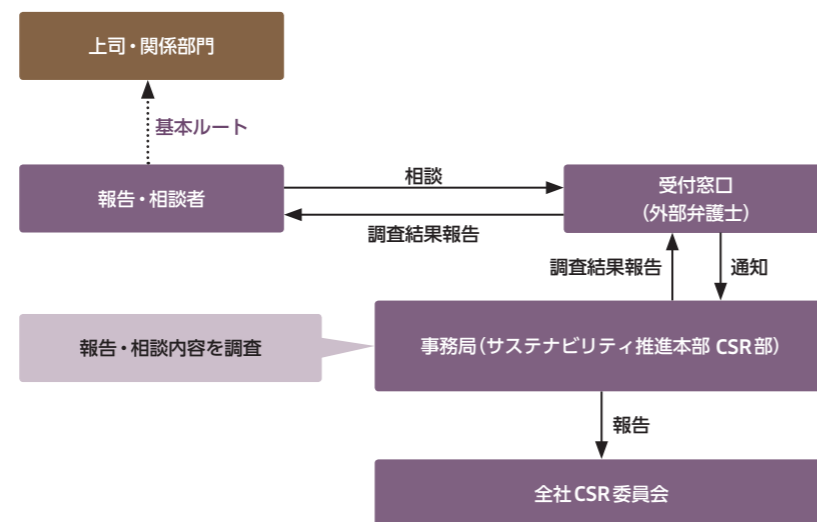 上司・関係部門
基本ルート
報告・相談者
相談
調査結果報告
受付窓口
(外部弁護士)
調査結果報告
通知
報告・相談内容を調査
事務局(サステナビリティ推進本部 CSR部)
報告
全社CSR委員会